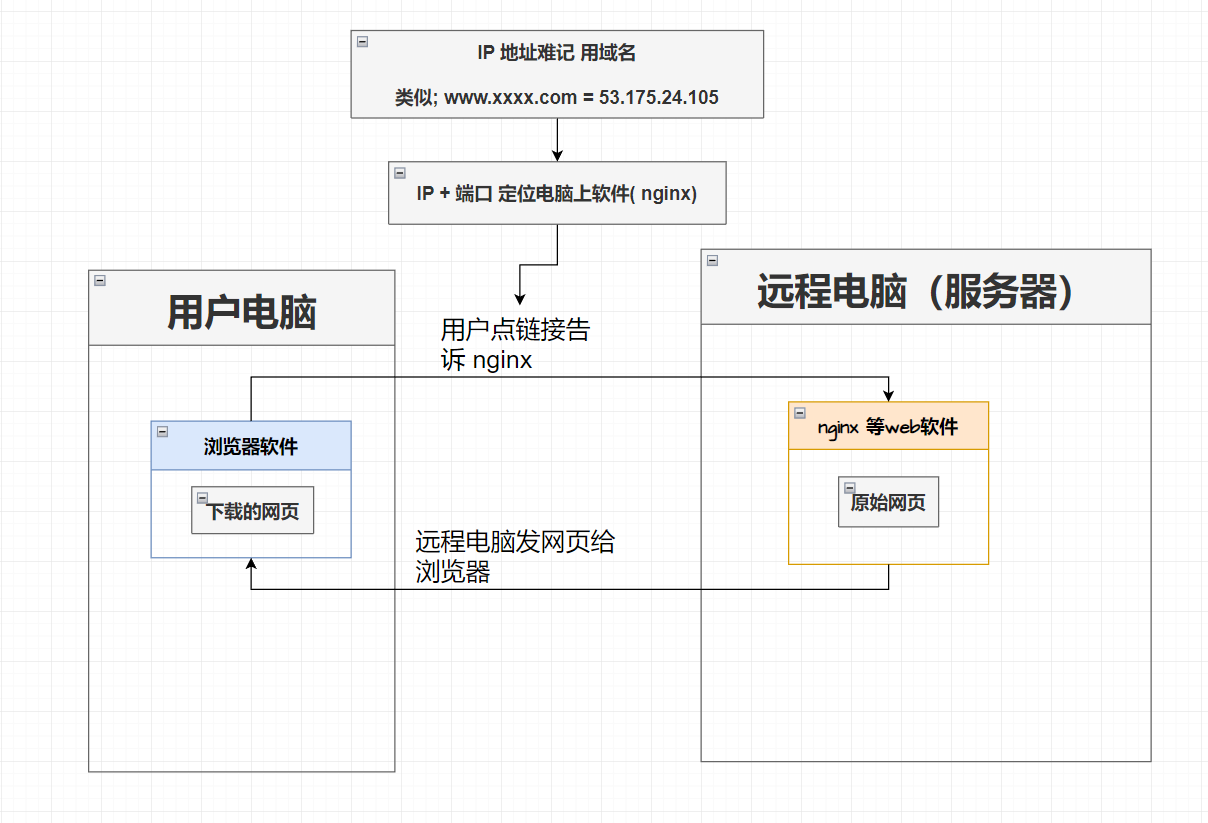 IP 地址难记 用域名
类似; www.xxxx.com = 53.175.24.105
IP + 端口 定位电脑上软件( nginx)
用户电脑
远程电脑（服务器）
用户点链接告
诉 nginx
浏览器软件
nginx 等web软件
下载的网页
原始网页
远程电脑发网页给
浏览器